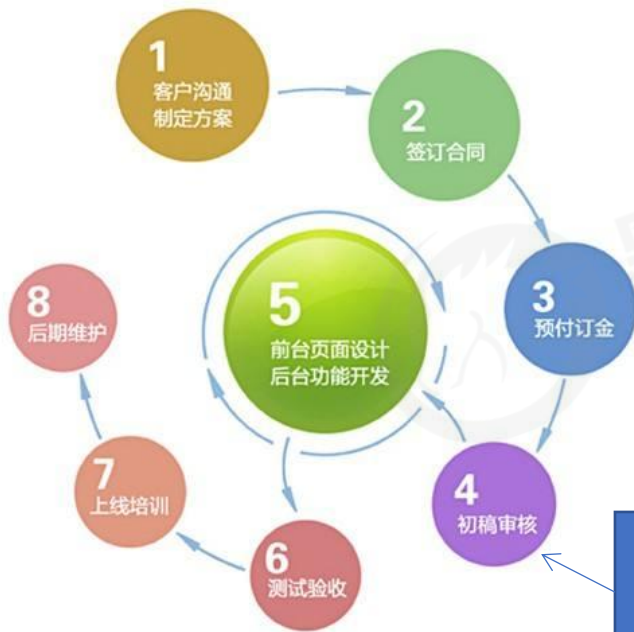 1
客户沟通
制定方案
2
签订合同
3
预付订金
4
初稿审核
5
前台页面设计
后台功能开发
6
测试验收
7
上线培训
8
后期维护